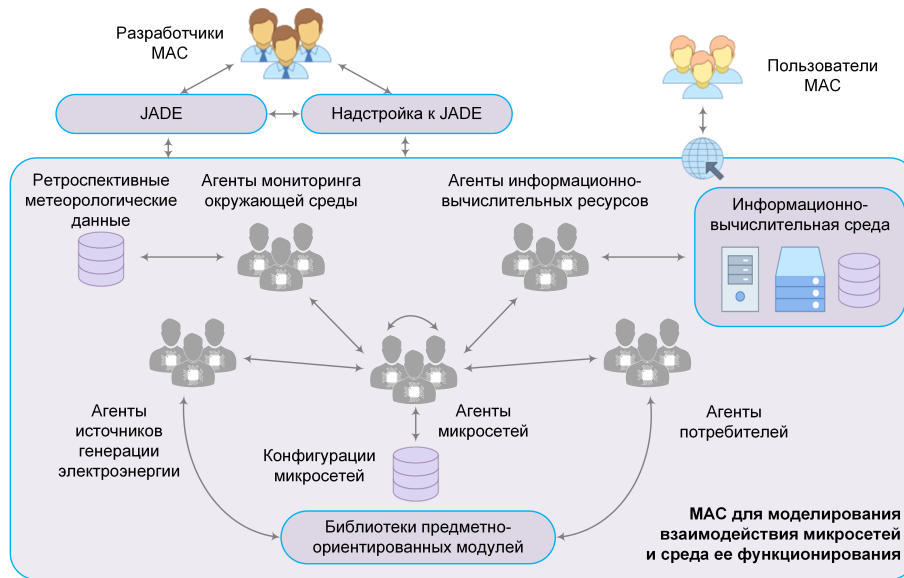 Разработчики
МАС
Пользователи
МАС
JADE
Надстройка к JADE
Ретроспективные
метеорологические
данные
Агенты мониторинга
окружающей среды
Агенты информационно-
вычислительных ресурсов
Информационно-
вычислительная среда
Агенты
источников
генерации
электроэнергии
Агенты
микросетей
Агенты
потребителей
Конфигурации
микросетей
Библиотеки предметно-
ориентированных модулей
МАС для моделирования
взаимодействия микросетей
и среда ее функционирования